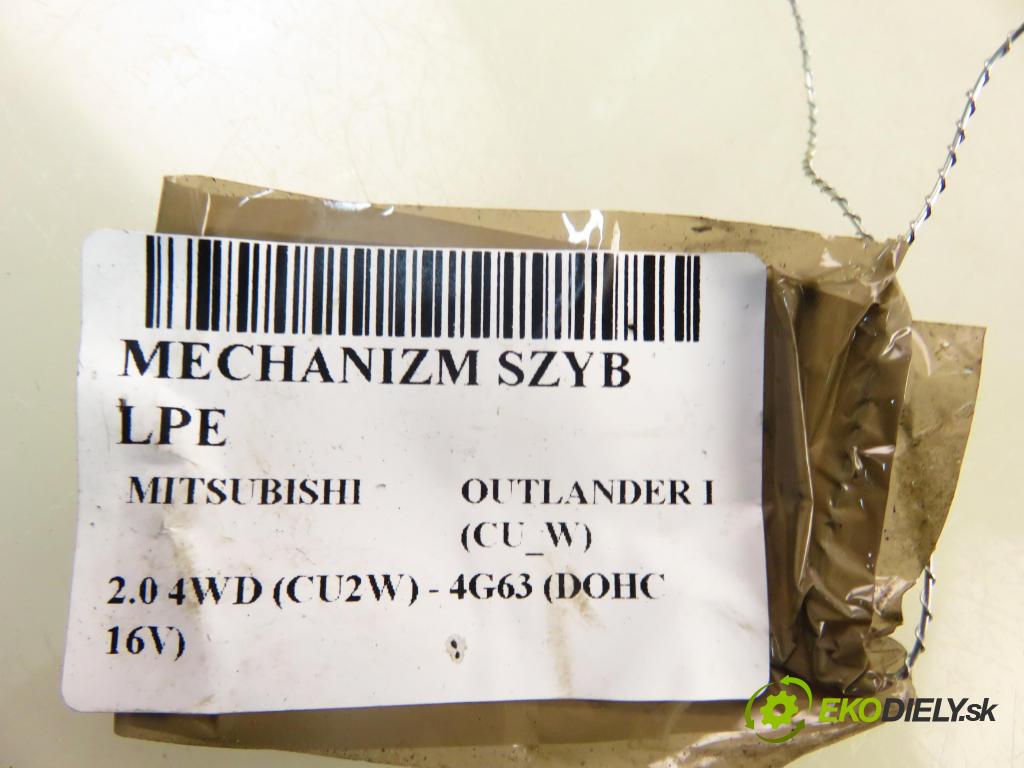 MECHANIZM SZYB
LPE
MITSUBISHI OUTLANDER I
(CU_W)
2.0 4WD (CU2W) - 4G63 (DOHC
16V)
EKODIELY.sk